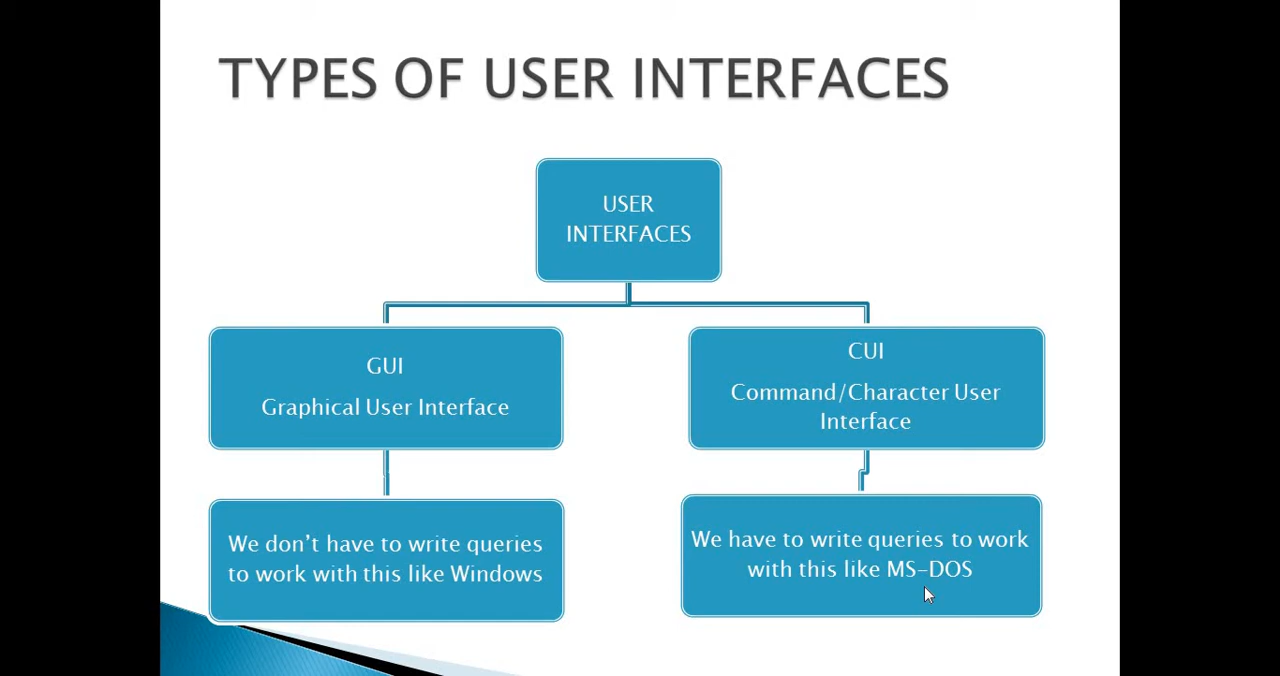 TYPES OF USER INTERFACES
USER
INTERFACES
GUI
Graphical User Interface
CUI
Command/Character User
Interface
We don’t have to write queries
to work with this like Windows
We have to write queries to work
with this like MS-DOS